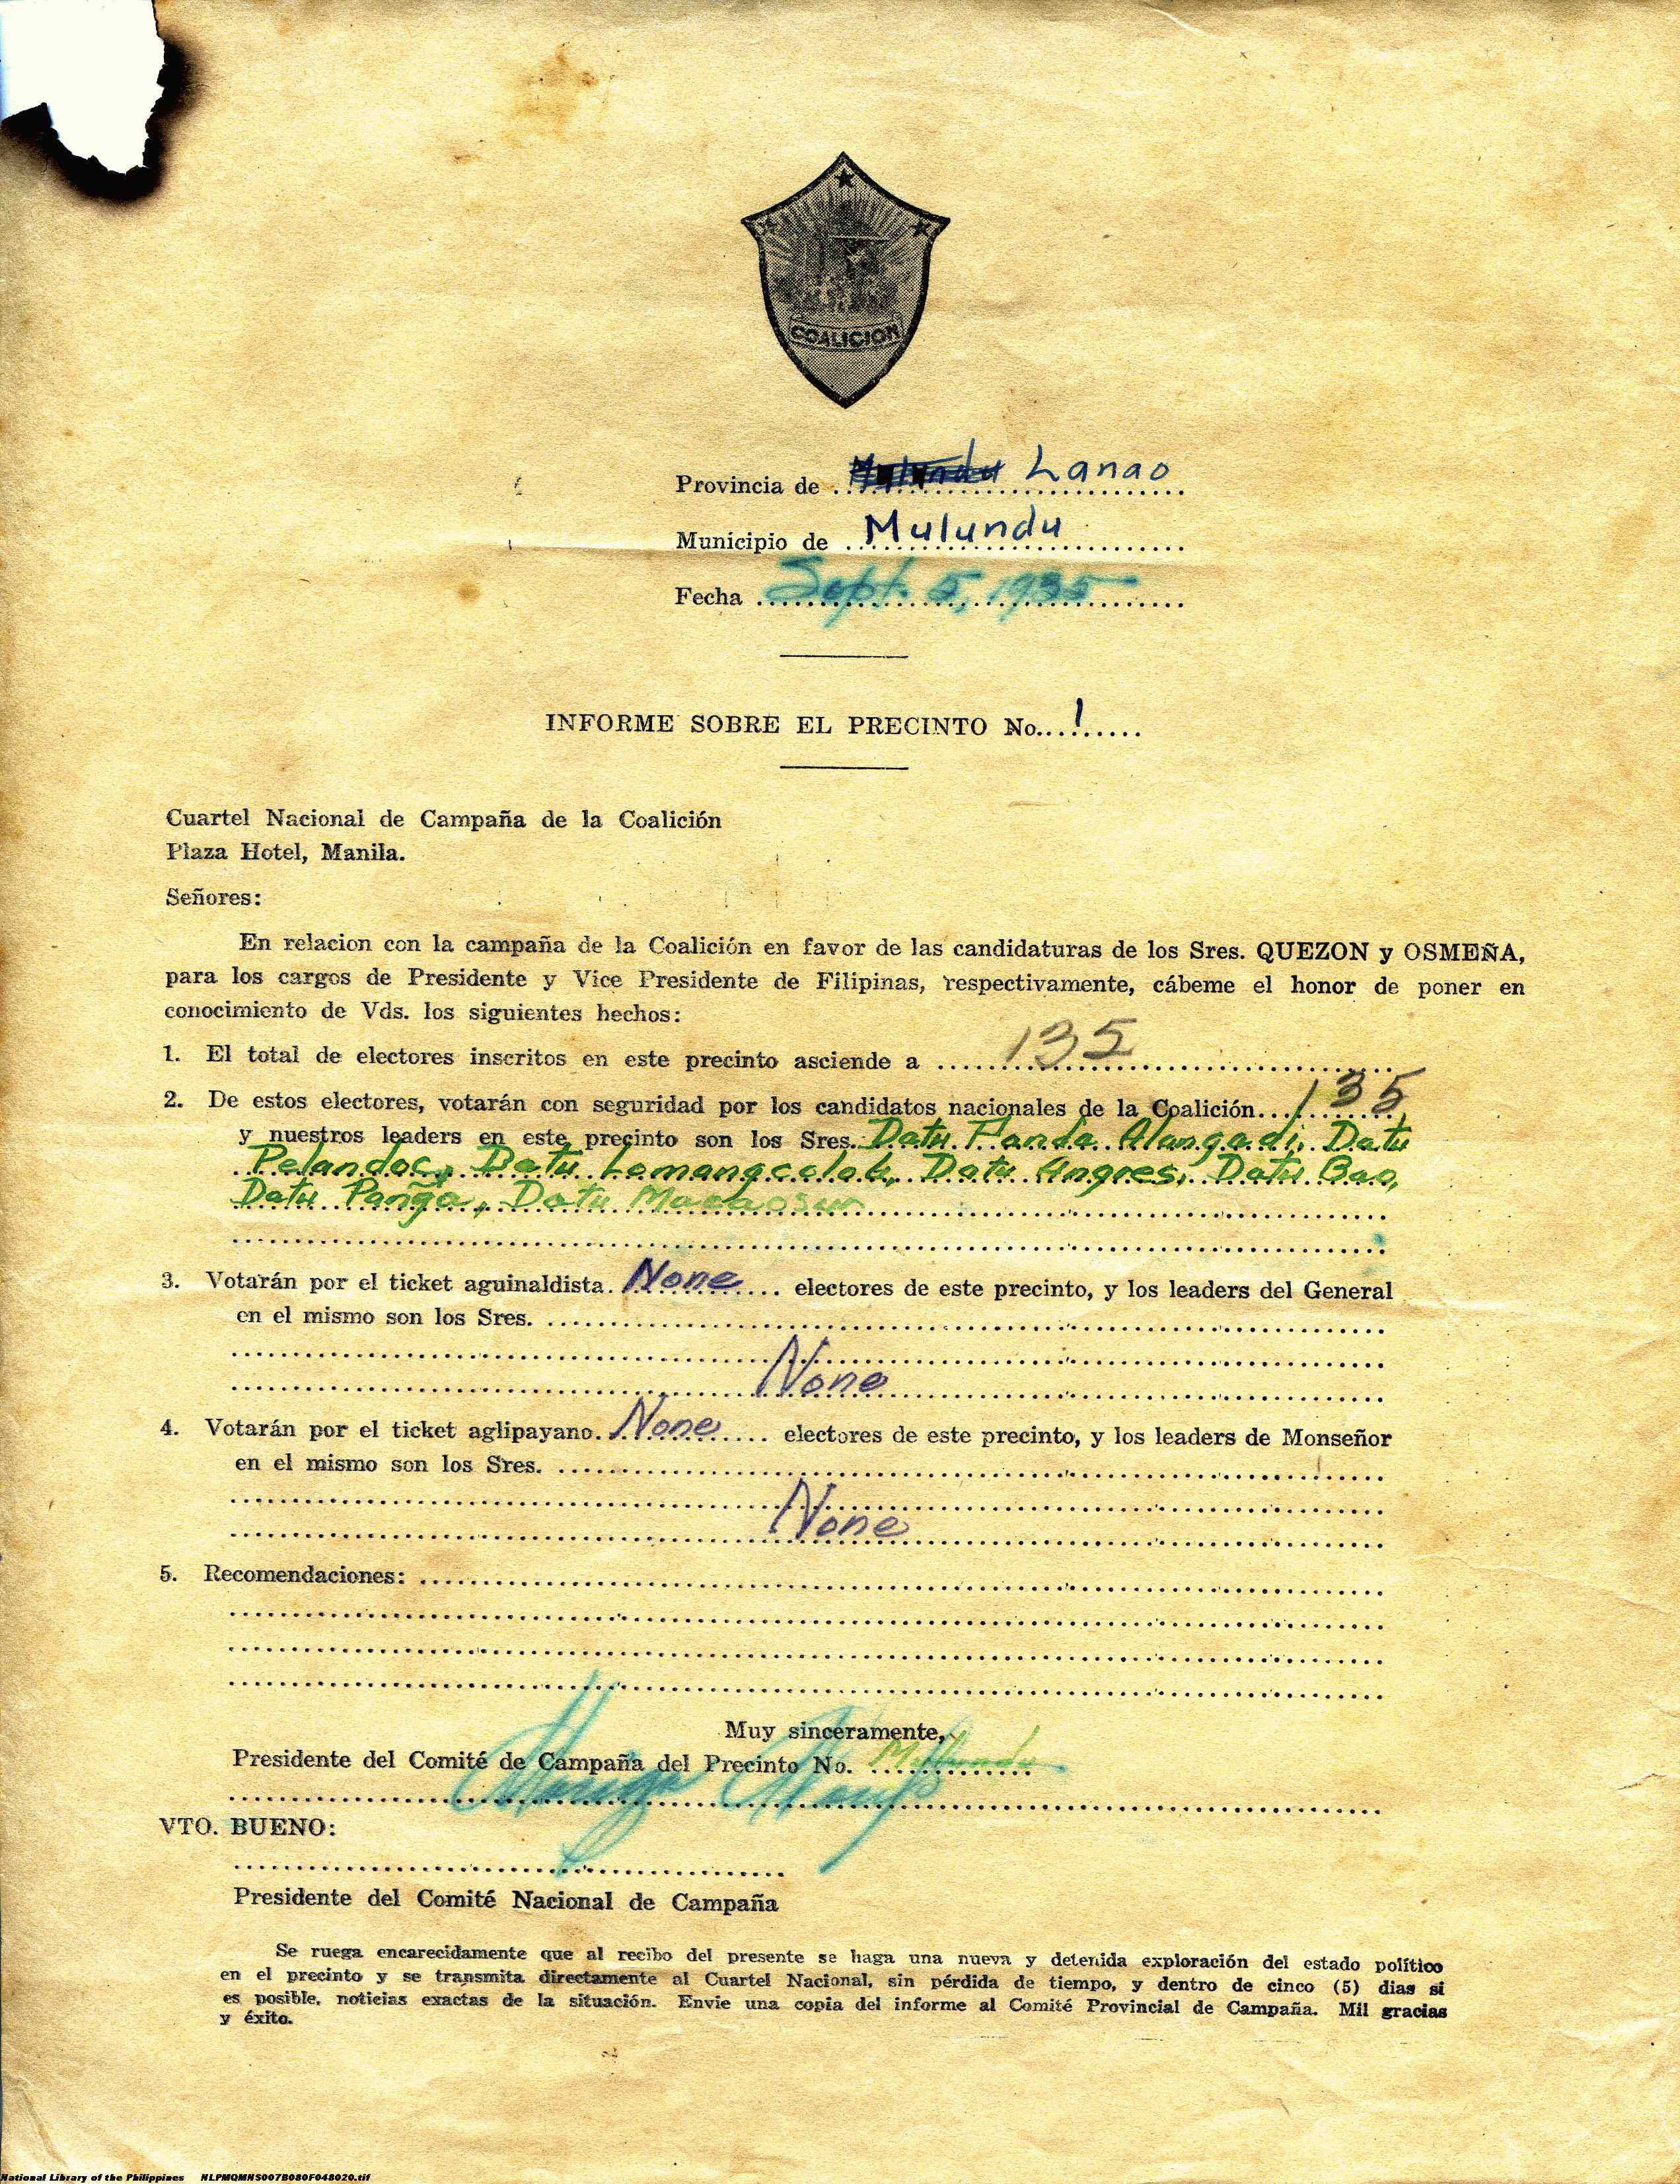 COALICION
Provincia de Mulundu Lanao
Municipio de Mulundu
Fecha Sept. 5, 1935
INFORME SOBRE EL PRECINTO No. 1
Cuartel Nacional de Campaña de la Coalición
Plaza Hotel, Manila.
Señores:
En relacion con la campaña de la Coalición en favor de las candidaturas de los Sres. QUEZON y OSMEÑA,
para los cargos de Presidente y Vice Presidente de Filipinas, respectivamente, cábeme el honor de poner en
conocimiento de Vds. los siguientes hechos:
1. El total de electores inscritos en este precinto asciende a 135
2. De estos electores, votarán con seguridad por los candidatos nacionales de la Coalición 135
y nuestros leaders en este precinto son los Sres. Datu Panda Alangadi, Datu
Pelandoc, Datu Lomangcolob, Datu Angres, Datu Bao,
Datu Panga, Datu
3. Votarán por el ticket aguinaldista. None electores de este precinto, y los leaders del General
en el mismo son los Sres.
None
4. Votarán por el ticket aglipayano. None electores de este precinto, y los leaders de Monseñor
en el mismo son los Sres.
None
5. Recomendaciones:
Muy sinceramente,
Presidente del Comité de Campaña del Precinto No. Mulundu
VTO. BUENO:
Presidente del Comité Nacional de Campaña
Se ruega encarecidamente que al recibo del presente se haga una nueva y detenida exploración del estado político
en el precinto y se transmita directamente al Cuartel Nacional, sin pérdida de tiempo, y dentro de cinco (5) dias si
es posible, noticias exactas de la situación. Envie una copia del informe al Comité Provincial de Campaña. Mil gracias
y éxito.
National Library of the Philippines NLPMQMNS007B080F048020.tif